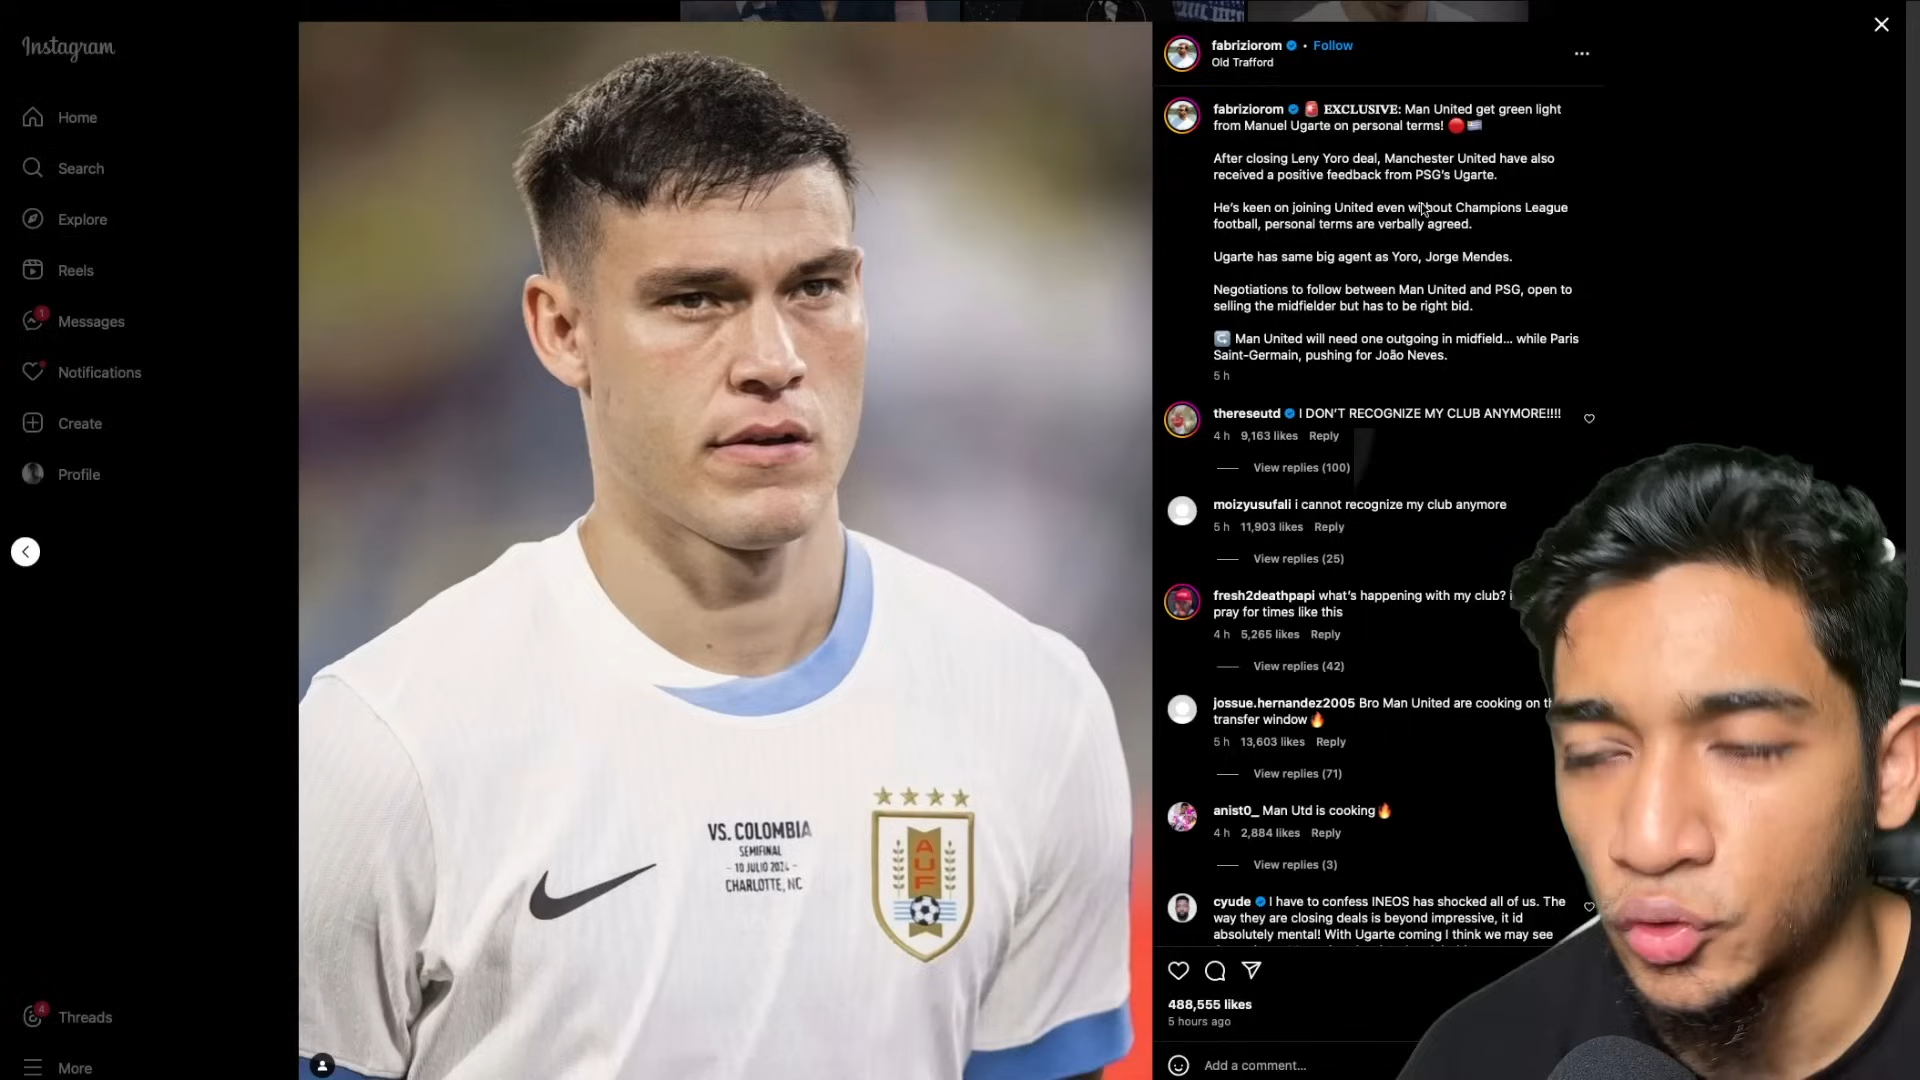 Instagram
Home
Search
Explore
Reels
1
Messages
Notifications
Create
Profile
4
Threads
More
VS. COLOMBIA
SEMIFINAL
- 10 JULIO 2024 -
CHARLOTTE, NC
AUF
fabriziorom • Follow
Old Trafford
fabriziorom 🚨 EXCLUSIVE: Man United get green light
from Manuel Ugarte on personal terms! 🔴🇺🇾
After closing Leny Yoro deal, Manchester United have also
received a positive feedback from PSG's Ugarte.
He's keen on joining United even without Champions League
football, personal terms are verbally agreed.
Ugarte has same big agent as Yoro, Jorge Mendes.
Negotiations to follow between Man United and PSG, open to
selling the midfielder but has to be right bid.
↪️ Man United will need one outgoing in midfield... while Paris
Saint-Germain, pushing for João Neves.
5 h
thereseutd I DON'T RECOGNIZE MY CLUB ANYMORE!!!!
4 h 9,163 likes Reply
View replies (100)
moizyusufali i cannot recognize my club anymore
5 h 11,903 likes Reply
View replies (25)
fresh2deathpapi what's happening with my club? i
pray for times like this
4 h 5,265 likes Reply
View replies (42)
jossue.hernandez2005 Bro Man United are cooking on
transfer window🔥
5 h 13,603 likes Reply
View replies (71)
anist0_ Man Utd is cooking🔥
4 h 2,884 likes Reply
View replies (3)
cyude I have to confess INEOS has shocked all of us. The
way they are closing deals is beyond impressive, it id
absolutely mental! With Ugarte coming I think we may see
488,555 likes
5 hours ago
Add a comment...